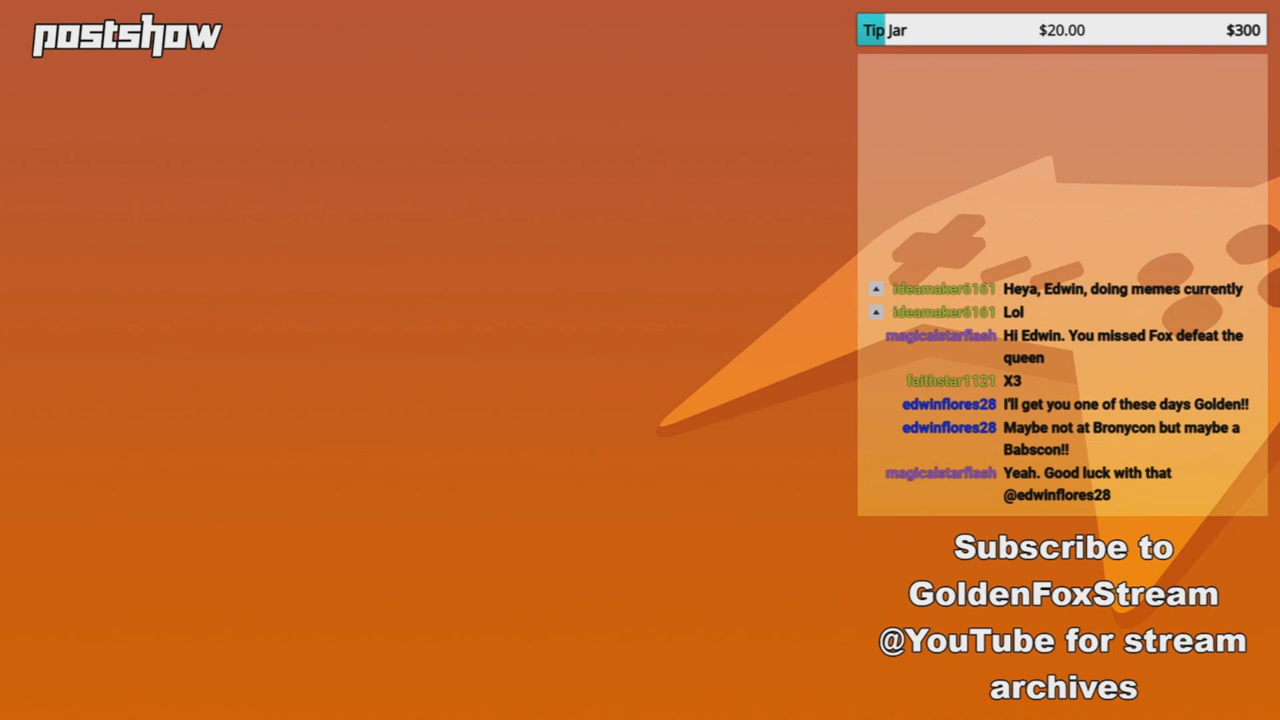 postshow
Tip Jar $20.00 $300
ideamaker6161 Heya, Edwin, doing memes currently
ideamaker6161 Lol
magicalstarflash Hi Edwin. You missed Fox defeat the
queen
faithstar1121 X3
edwinflores28 I'll get you one of these days Golden!!
edwinflores28 Maybe not at Bronycon but maybe a
Babscon!!
magicalstarflash Yeah. Good luck with that
@edwinflores28
Subscribe to
GoldenFoxStream
@YouTube for stream
archives